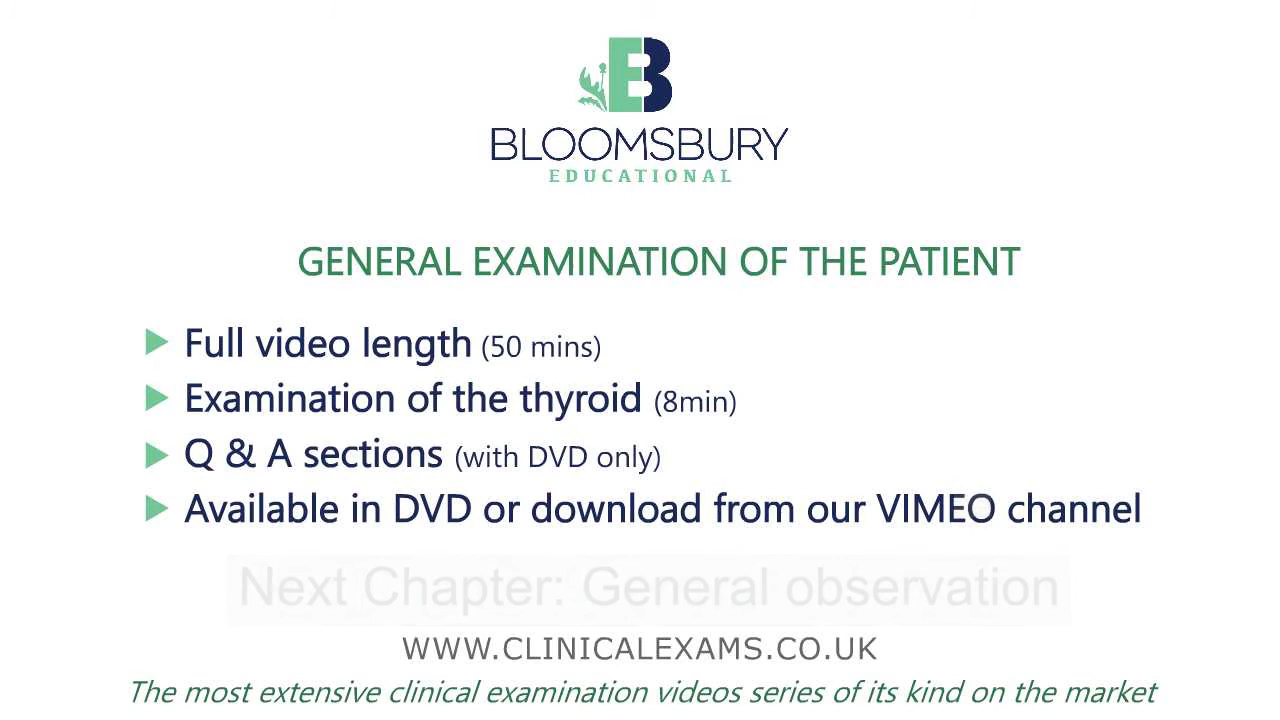 EB
BLOOMSBURY
EDUCATIONAL
GENERAL EXAMINATION OF THE PATIENT
Full video length (50 mins)
Examination of the thyroid (8min)
Q & A sections (with DVD only)
Available in DVD or download from our VIMEO channel
Next Chapter: General observation
WWW.CLINICALEXAMS.CO.UK
The most extensive clinical examination videos series of its kind on the market